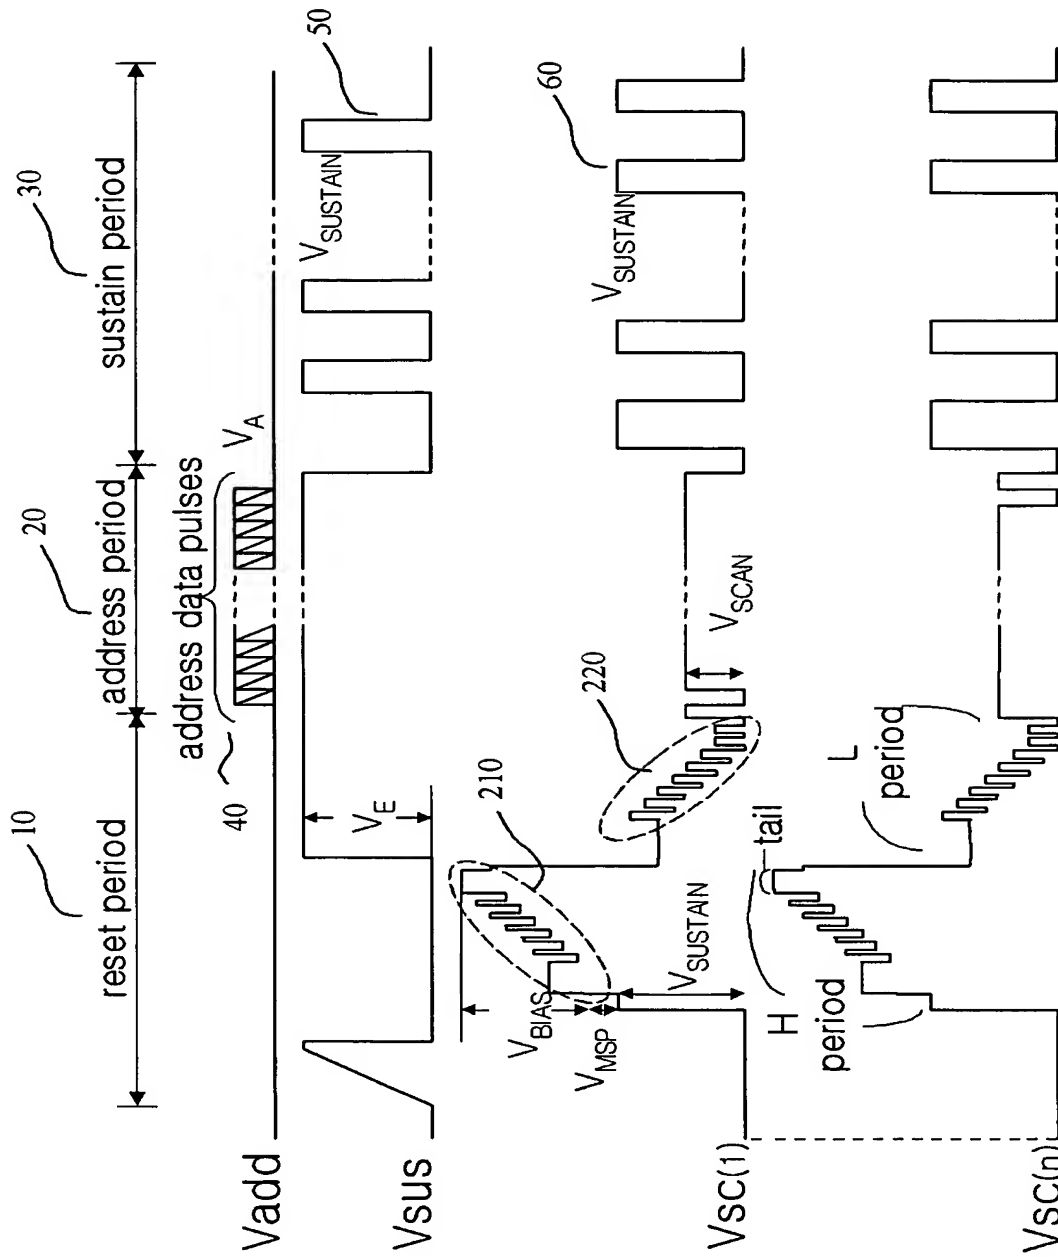 10
reset period
20
address period
30
sustain period
Vadd
40
address data pulses
V_A
Vsus
V_E
V_SUSTAIN
50
V_BIAS
V_MSP
210
V_SUSTAIN
220
V_SCAN
V_SUSTAIN
60
Vsc(1)
H
period
tail
L
period
Vsc(n)